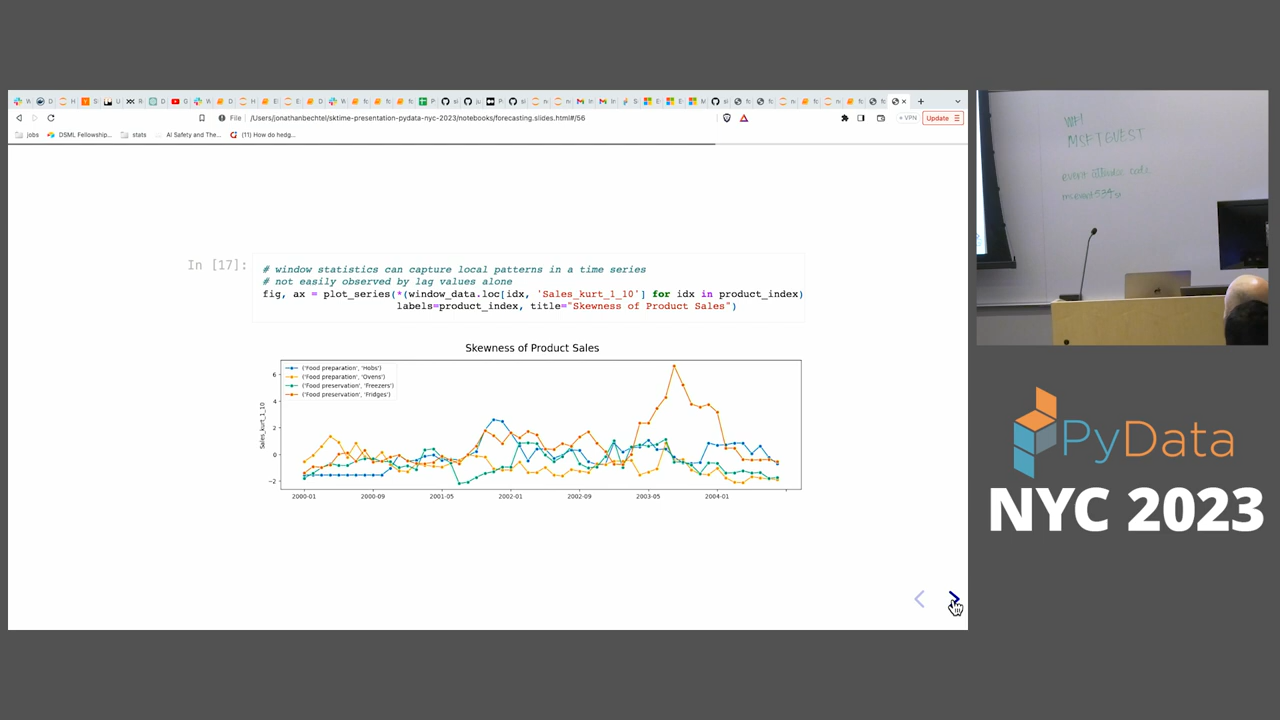 File
/Users/jonathanbechtel/sktime-presentation-pydata-nyc-2023/notebooks/forecasting.slides.html#/56
VPN
Update
jobs
DSML Fellowship...
stats
AI Safety and The...
(11) How do hedg...
In [17]:
# window statistics can capture local patterns in a time series
# not easily observed by lag values alone
fig, ax = plot_series(*(window_data.loc[idx, 'Sales_kurt_1_10'] for idx in product_index)
labels=product_index, title="Skewness of Product Sales")
Skewness of Product Sales
('Food preparation', 'Hobs')
('Food preparation', 'Ovens')
('Food preservation', 'Freezers')
('Food preservation', 'Fridges')
Sales_kurt_1_10
6
4
2
0
−2
2000-01
2000-09
2001-05
2002-01
2002-09
2003-05
2004-01
MSFTGUEST
event
code
PyData
NYC 2023